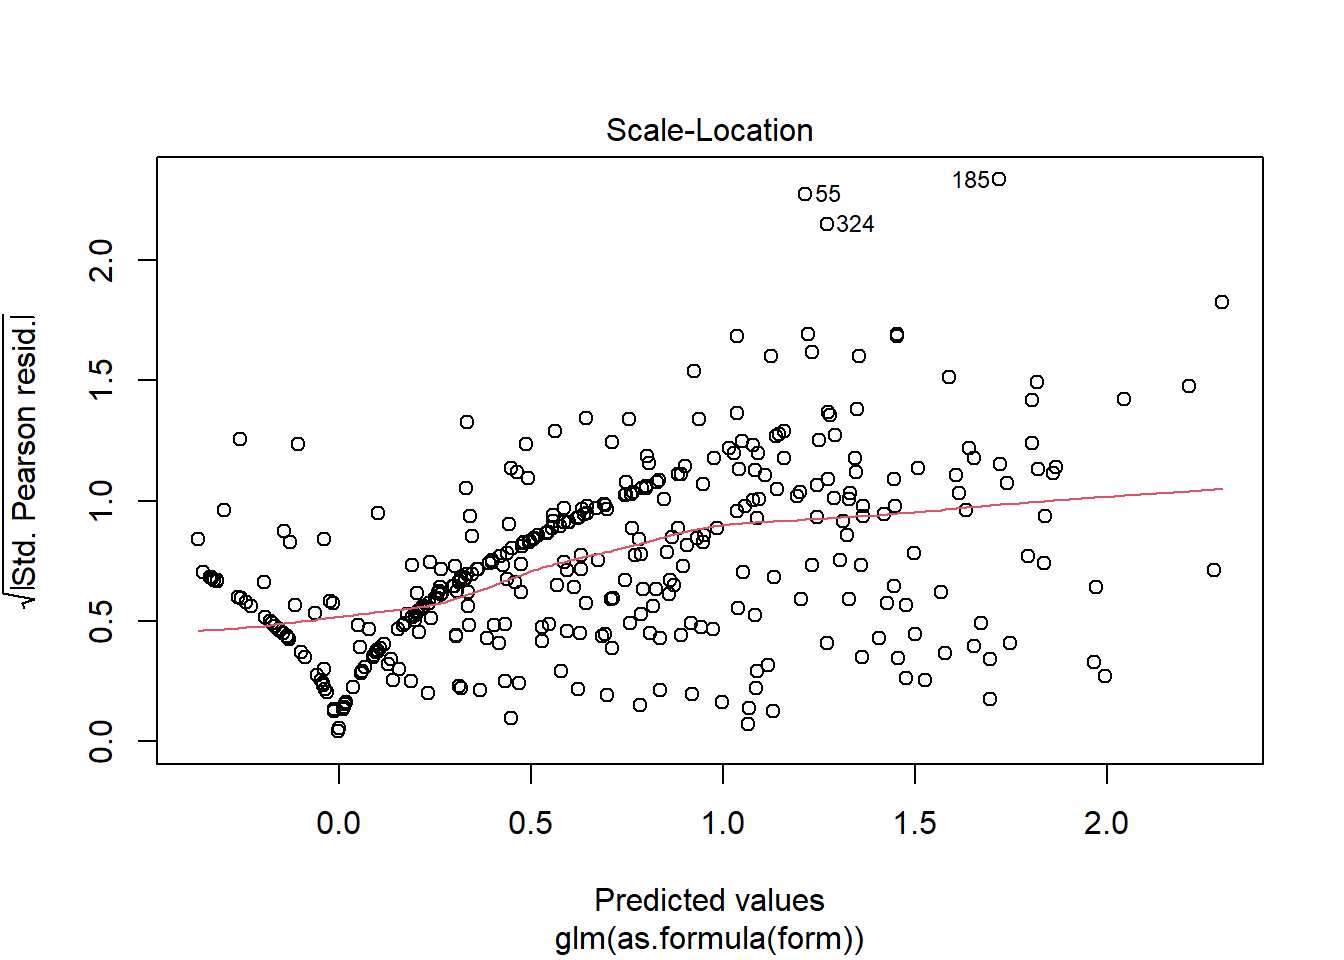 Scale-Location
√|Std. Pearson resid.|
2.0
1.5
1.0
0.5
0.0
55
185
324
0.0 0.5 1.0 1.5 2.0
Predicted values
glm(as.formula(form))